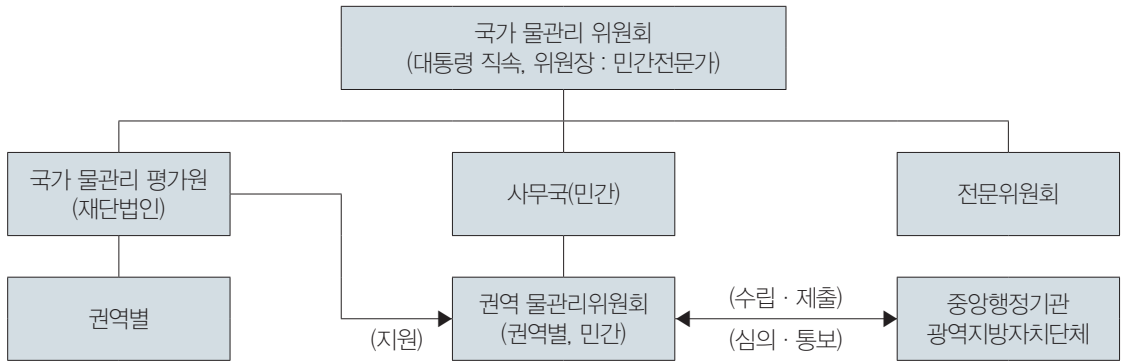 국가 물관리 위원회
(대통령 직속, 위원장 : 민간전문가)
국가 물관리 평가원
(재단법인)
사무국(민간)
전문위원회
권역별
(지원)
권역 물관리위원회
(권역별, 민간)
(수립 · 제출)
(심의 · 통보)
중앙행정기관
광역지방자치단체